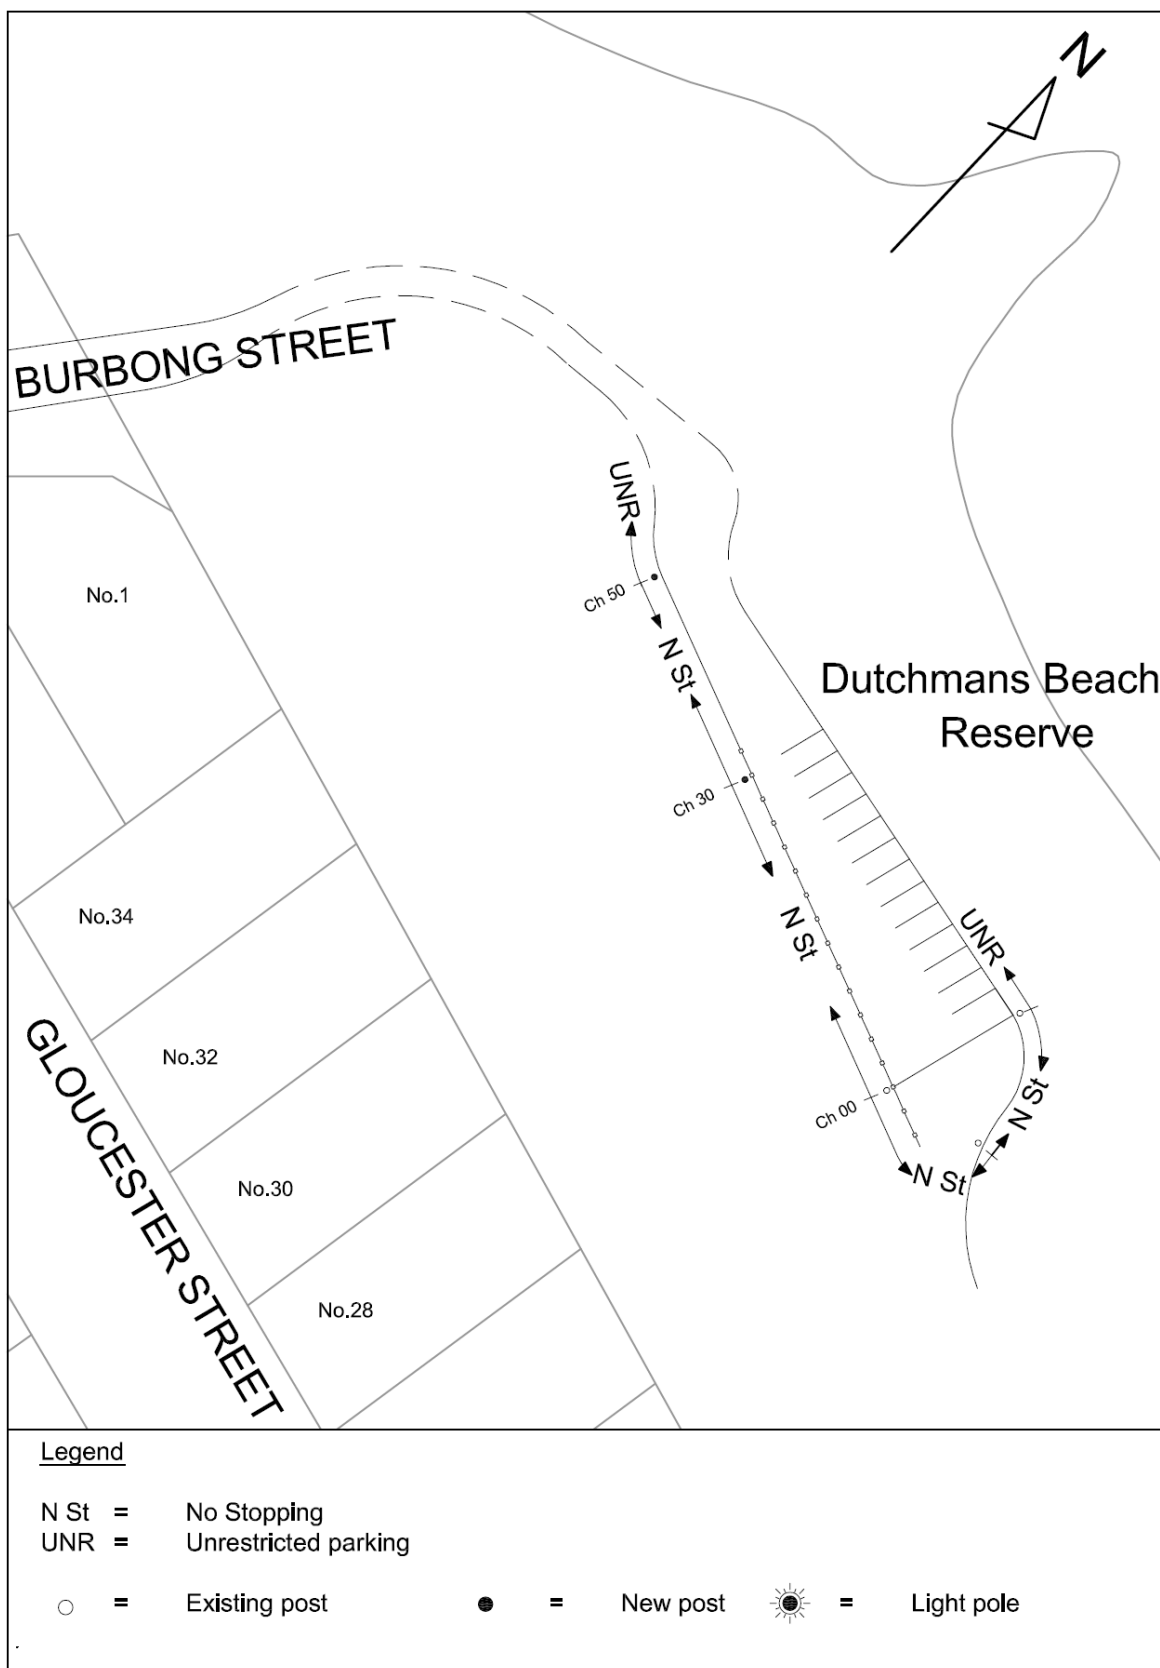 N
BURBONG STREET
UNR
Ch 50
No.1
N St
Dutchmans Beach
Reserve
Ch 30
No.34
N St
UNR
GLOUCESTER STREET
No.32
Ch 00
N St
N St
No.30
No.28
Legend
N St = No Stopping
UNR = Unrestricted parking
= Existing post = New post = Light pole